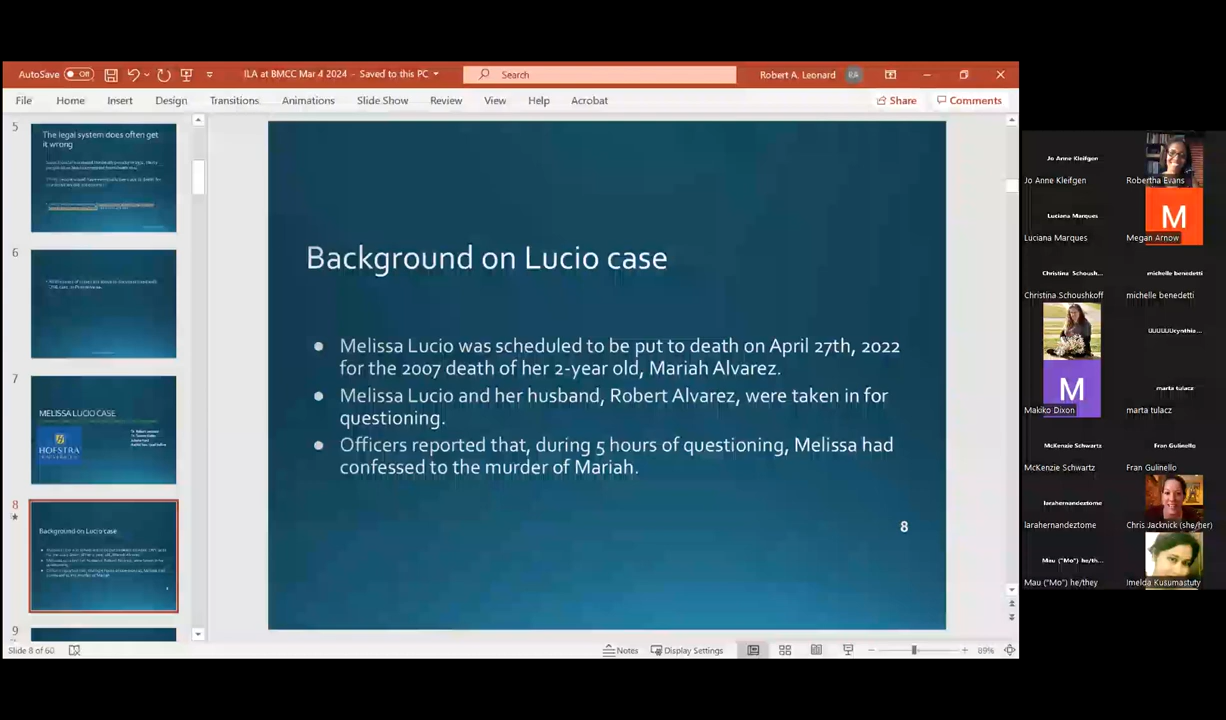 AutoSave Off
ILA at BMCC Mar 4 2024 - Saved to this PC
Search
Robert A. Leonard
File Home Insert Design Transitions Animations Slide Show Review View Help Acrobat
Share Comments
5
The legal system does often get
it wrong
6
7
MELISSA LUCIO CASE
HOFSTRA
8
Background on Lucio case
9
Background on Lucio case
Melissa Lucio was scheduled to be put to death on April 27th, 2022
for the 2007 death of her 2-year old, Mariah Alvarez.
Melissa Lucio and her husband, Robert Alvarez, were taken in for
questioning.
Officers reported that, during 5 hours of questioning, Melissa had
confessed to the murder of Mariah.
8
Slide 8 of 60
Notes Display Settings
89%
Jo Anne Kleifgen
Jo Anne Kleifgen
Robertha Evans
Luciana Marques
Luciana Marques
M
Megan Arnow
Christina Schoush...
Christina Schoushkoff
michelle benedetti
michelle benedetti
M
Makiko Dixon
marta tulacz
marta tulacz
McKenzie Schwartz
McKenzie Schwartz
Fran Gulinello
Fran Gulinello
larahernandeztome
larahernandeztome
Chris Jacknick (she/her)
Mau ("Mo") he/th...
Mau ("Mo") he/they
Imelda Kusumastuty